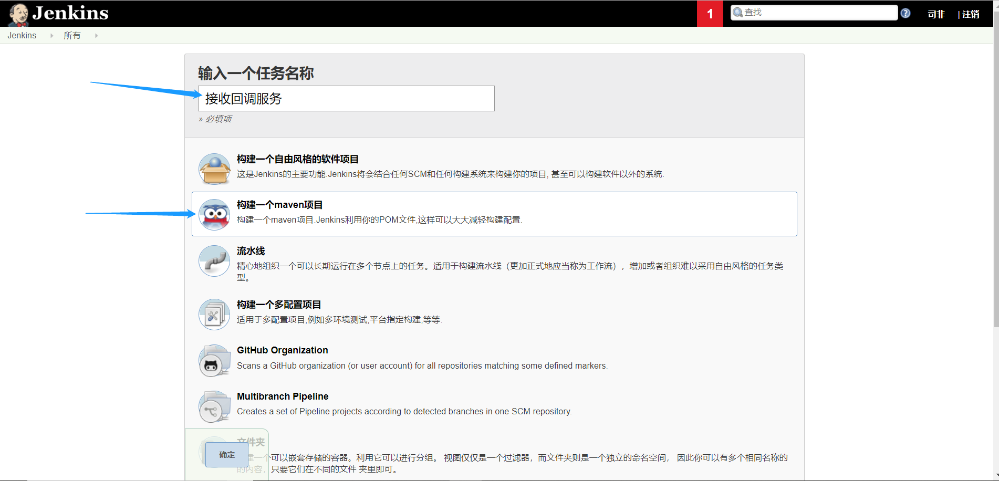 Jenkins
1
查找
司非
| 注销
Jenkins
所有
输入一个任务名称
接收回调服务
» 必填项
构建一个自由风格的软件项目
这是Jenkins的主要功能.Jenkins将会结合任何SCM和任何构建系统来构建你的项目, 甚至可以构建软件以外的系统.
构建一个maven项目
构建一个maven项目.Jenkins利用你的POM文件,这样可以大大减轻构建配置.
流水线
精心地组织一个可以长期运行在多个节点上的任务。适用于构建流水线（更加正式地应当称为工作流），增加或者组织难以采用自由风格的任务类
型。
构建一个多配置项目
适用于多配置项目,例如多环境测试,平台指定构建,等等.
GitHub Organization
Scans a GitHub organization (or user account) for all repositories matching some defined markers.
Multibranch Pipeline
Creates a set of Pipeline projects according to detected branches in one SCM repository.
文件夹
建一个可以嵌套存储的容器。利用它可以进行分组。 视图仅仅是一个过滤器，而文件夹则是一个独立的命名空间， 因此你可以有多个相同名称的
的内容，只要它们在不同的文件 夹里即可。
确定